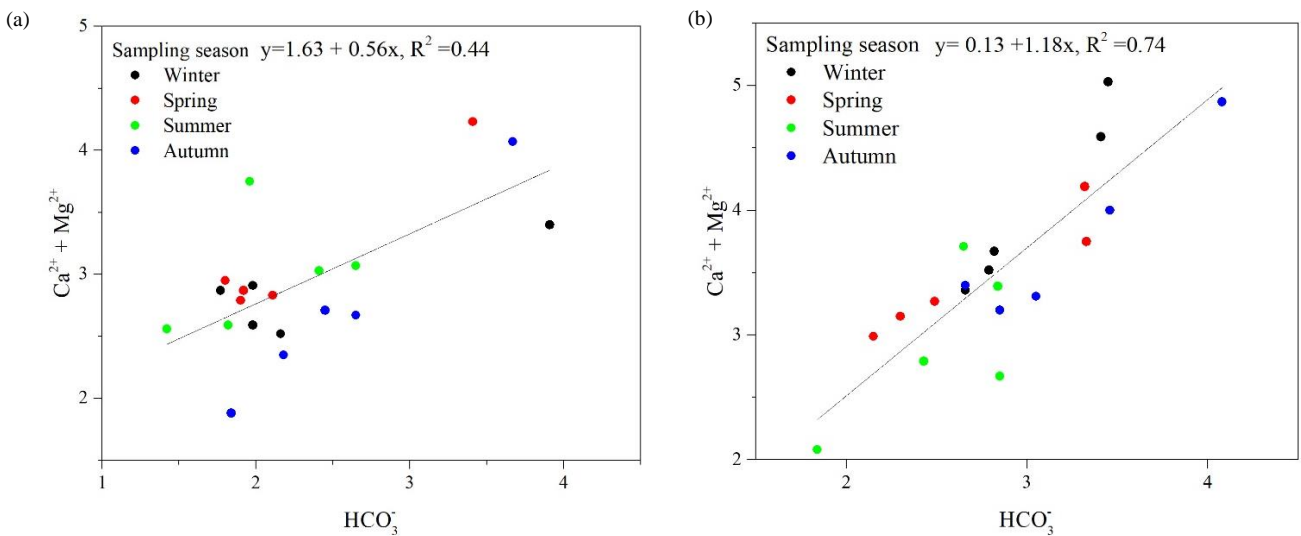 (a)
Sampling season y=1.63 + 0.56x, R² =0.44
Winter
Spring
Summer
Autumn
5
4
3
2
Ca²⁺ + Mg²⁺
1 2 3 4
HCO₃⁻
(b)
Sampling season y= 0.13 +1.18x, R² =0.74
Winter
Spring
Summer
Autumn
5
4
3
2
Ca²⁺ + Mg²⁺
2 3 4
HCO₃⁻